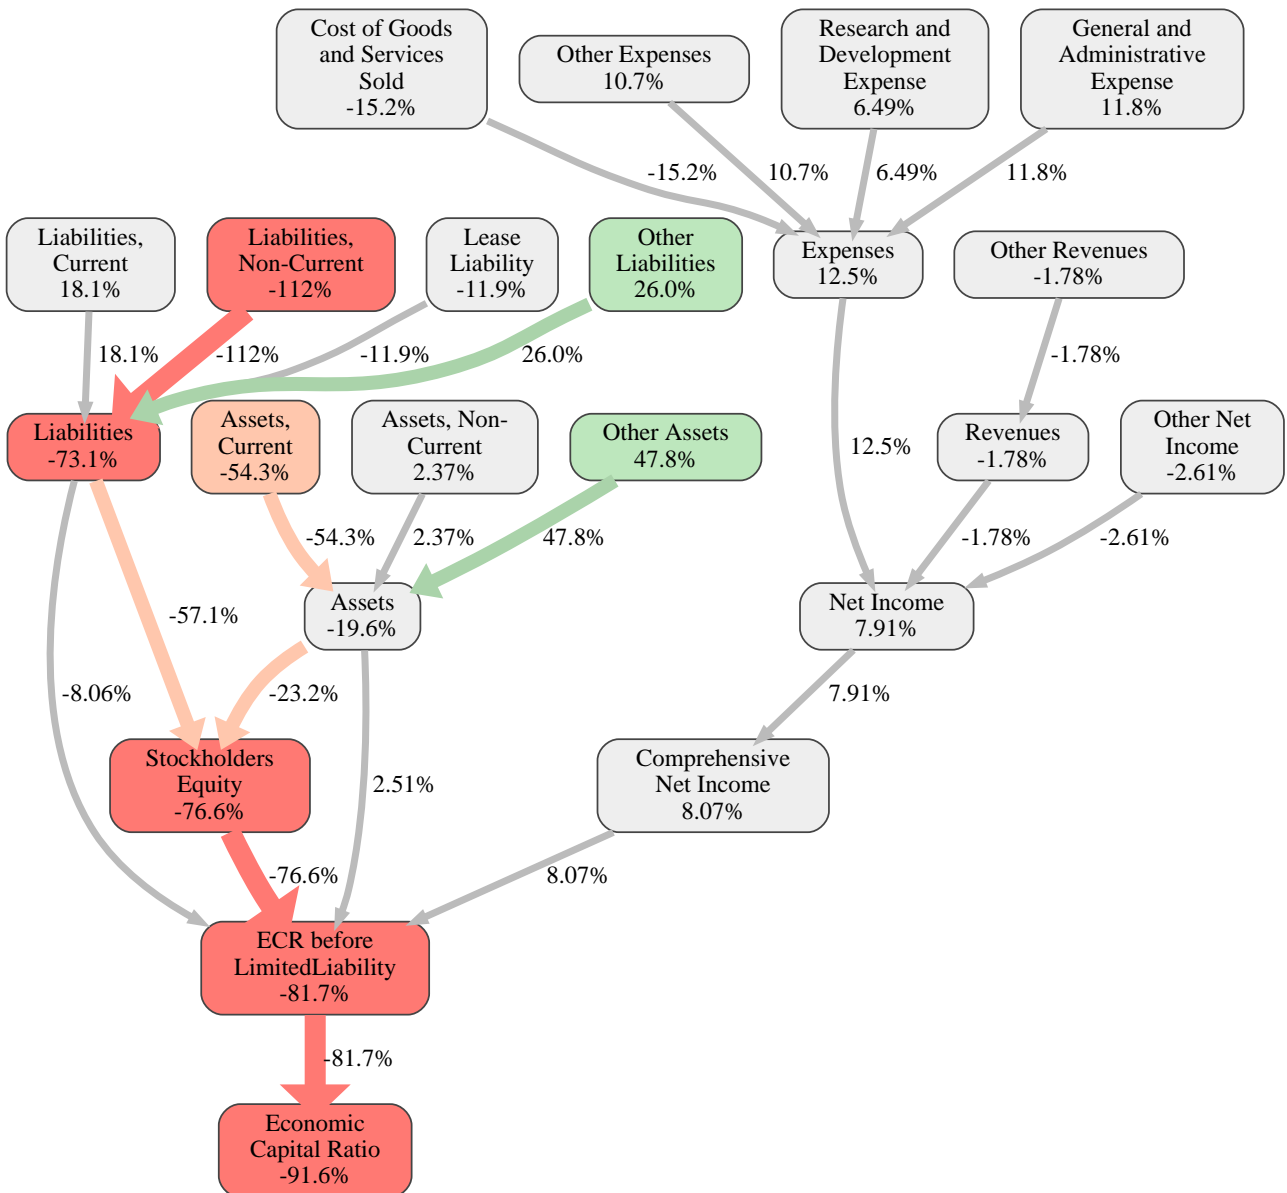 Cost of Goods
and Services
Sold
-15.2%
Other Expenses
10.7%
Research and
Development
Expense
6.49%
General and
Administrative
Expense
11.8%
-15.2%
10.7%
6.49%
11.8%
Liabilities,
Current
18.1%
Liabilities,
Non-Current
-112%
Lease
Liability
-11.9%
Other
Liabilities
26.0%
Expenses
12.5%
Other Revenues
-1.78%
18.1%
-112%
-11.9%
26.0%
-1.78%
Liabilities
-73.1%
Assets,
Current
-54.3%
Assets, Non-
Current
2.37%
Other Assets
47.8%
12.5%
Revenues
-1.78%
Other Net
Income
-2.61%
-54.3%
2.37%
47.8%
-1.78%
-2.61%
-57.1%
Assets
-19.6%
Net Income
7.91%
-8.06%
-23.2%
7.91%
Stockholders
Equity
-76.6%
2.51%
Comprehensive
Net Income
8.07%
-76.6%
8.07%
ECR before
LimitedLiability
-81.7%
-81.7%
Economic
Capital Ratio
-91.6%